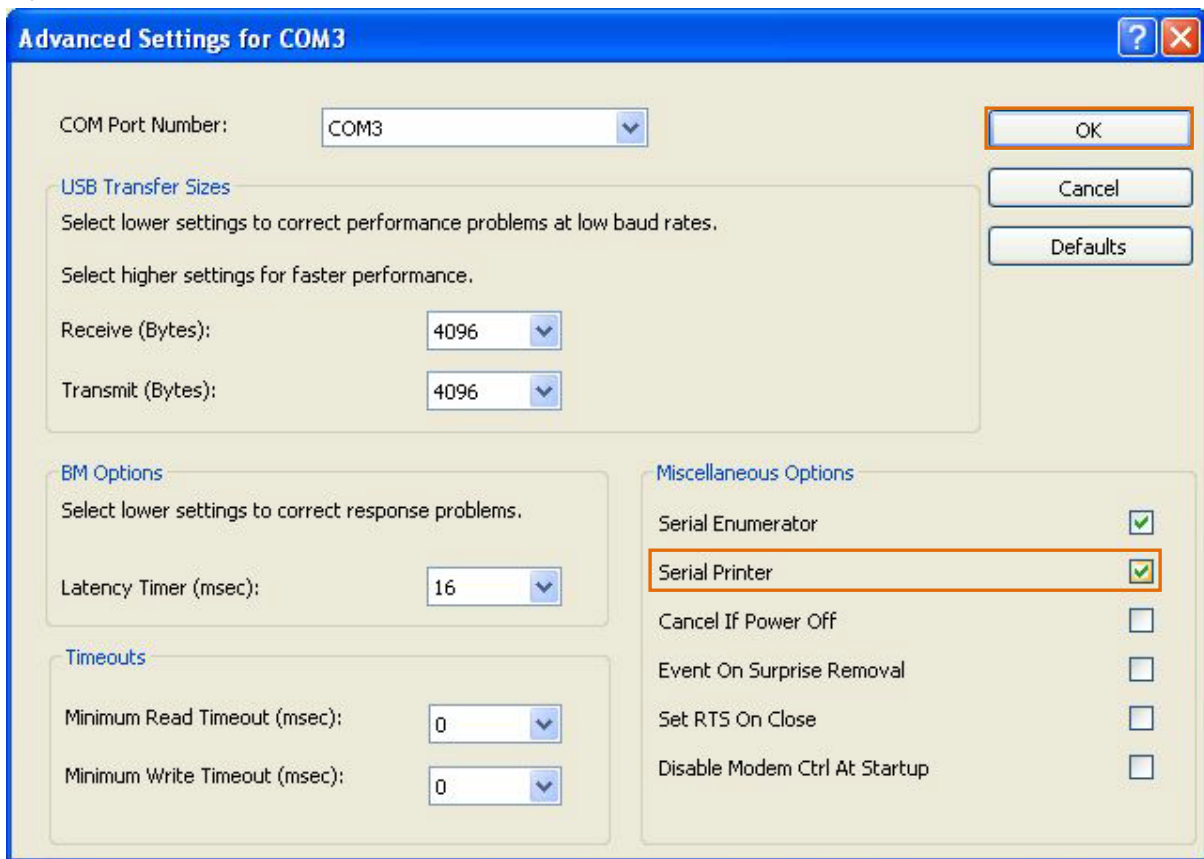 Advanced Settings for COM3
COM Port Number:
COM3
OK
Cancel
Defaults
USB Transfer Sizes
Select lower settings to correct performance problems at low baud rates.
Select higher settings for faster performance.
Receive (Bytes):
4096
Transmit (Bytes):
4096
BM Options
Select lower settings to correct response problems.
Latency Timer (msec):
16
Timeouts
Minimum Read Timeout (msec):
0
Minimum Write Timeout (msec):
0
Miscellaneous Options
Serial Enumerator
Serial Printer
Cancel If Power Off
Event On Surprise Removal
Set RTS On Close
Disable Modem Ctrl At Startup